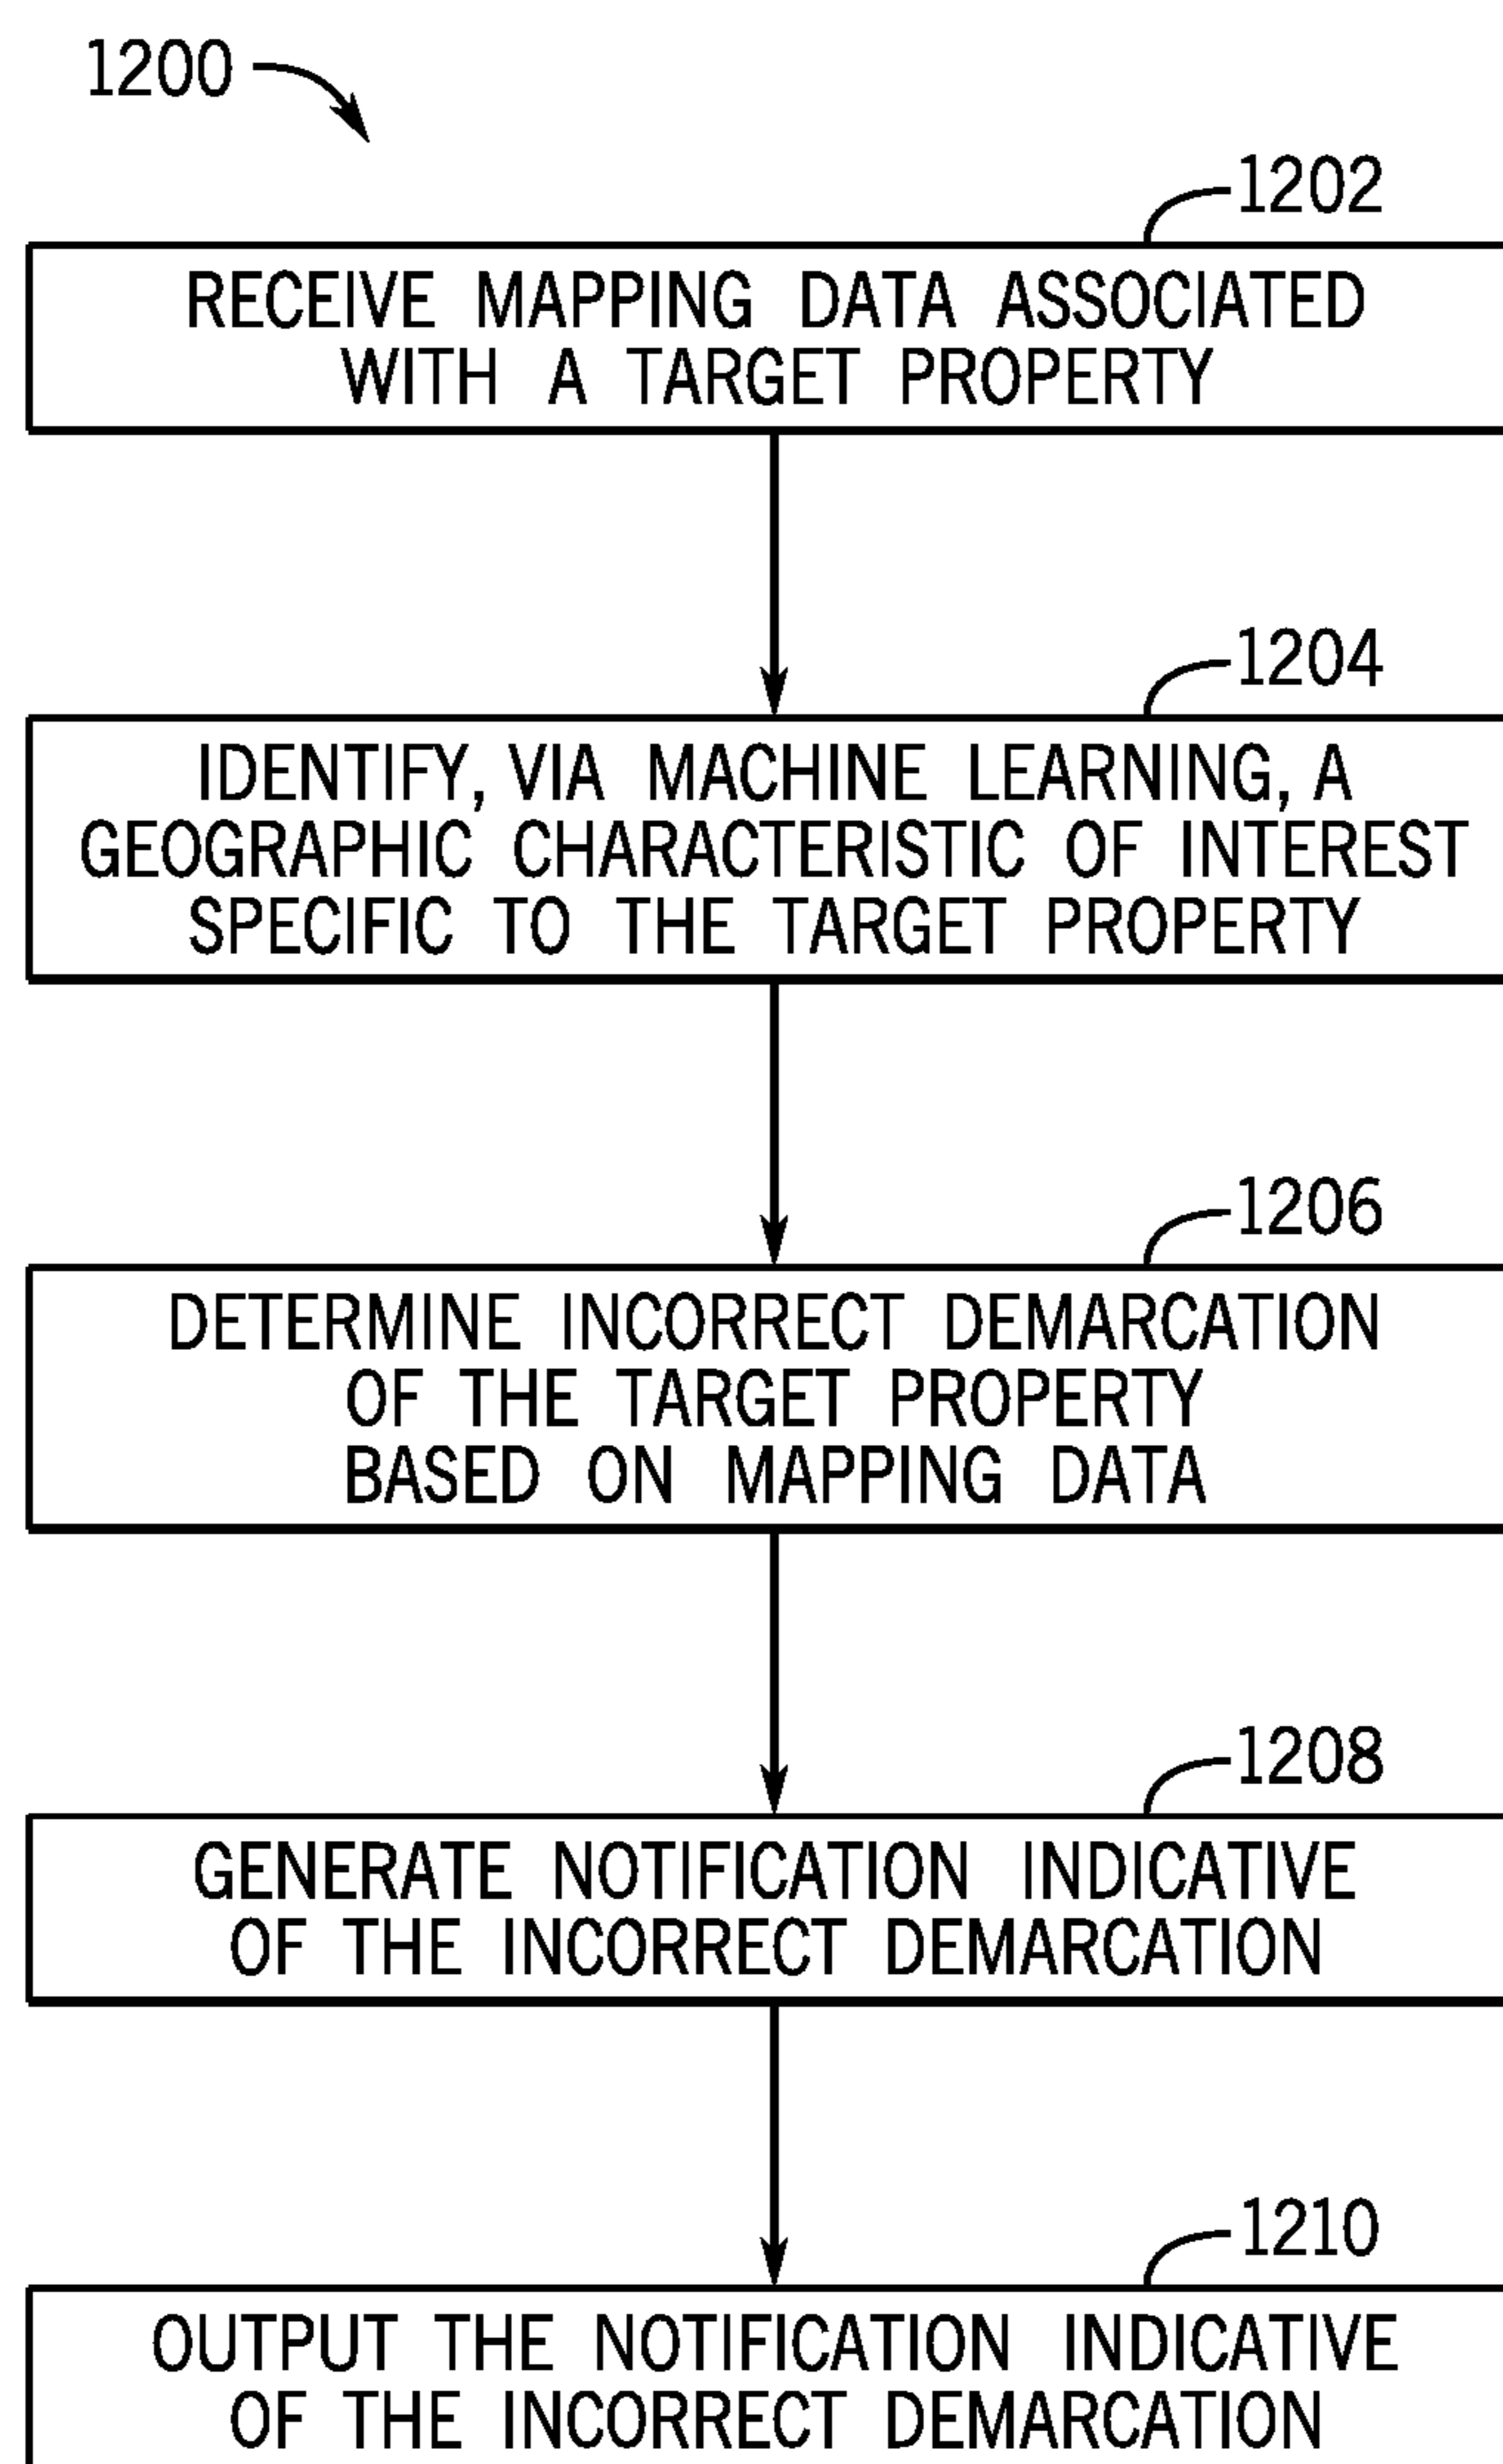 1200
1202
RECEIVE MAPPING DATA ASSOCIATED
WITH A TARGET PROPERTY
1204
IDENTIFY, VIA MACHINE LEARNING, A
GEOGRAPHIC CHARACTERISTIC OF INTEREST
SPECIFIC TO THE TARGET PROPERTY
1206
DETERMINE INCORRECT DEMARCATION
OF THE TARGET PROPERTY
BASED ON MAPPING DATA
1208
GENERATE NOTIFICATION INDICATIVE
OF THE INCORRECT DEMARCATION
1210
OUTPUT THE NOTIFICATION INDICATIVE
OF THE INCORRECT DEMARCATION